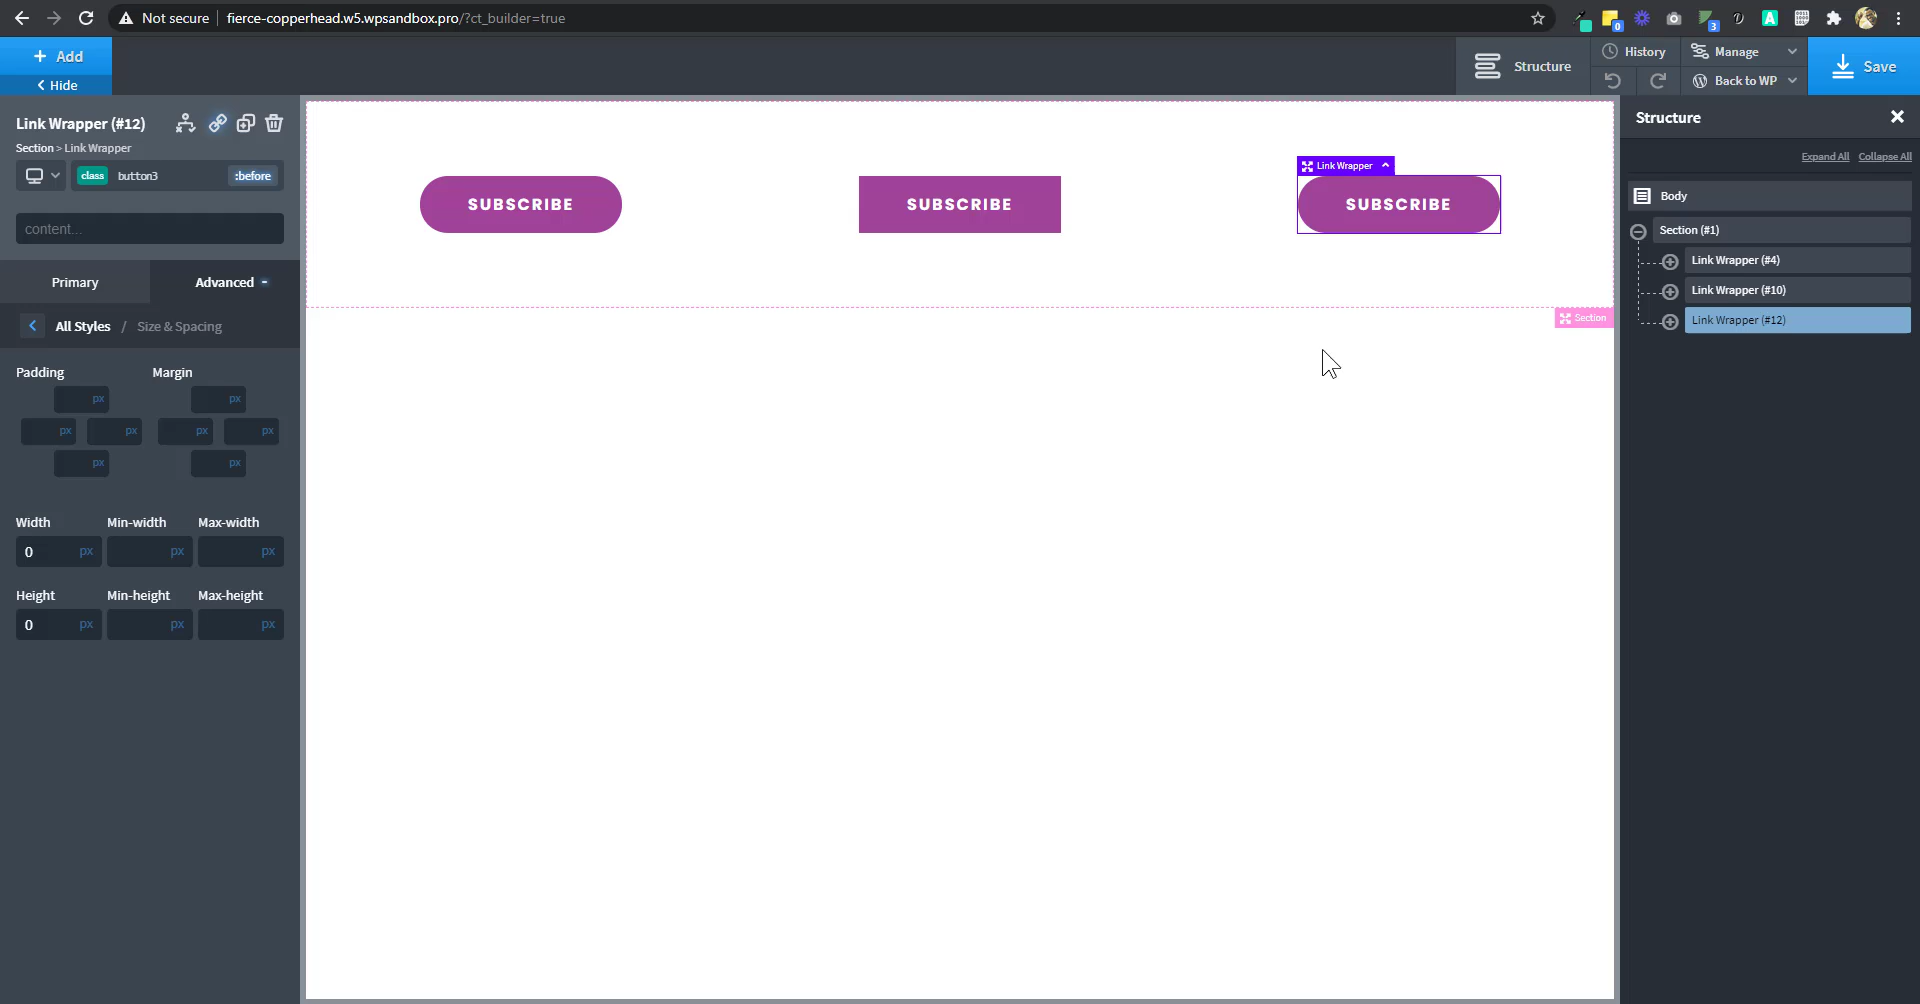 Not secure fierce-copperhead.w5.wpsandbox.pro/?ct_builder=true
0
3
A
+ Add
Hide
Structure
History
Manage
Back to WP
Save
Link Wrapper (#12)
Section > Link Wrapper
class button3 :before
content...
Primary Advanced
All Styles / Size & Spacing
Padding Margin
px px
px px px px
px px
Width Min-width Max-width
0 px px px
Height Min-height Max-height
0 px px px
Link Wrapper
SUBSCRIBE SUBSCRIBE SUBSCRIBE
Section
Structure
Expand All Collapse All
Body
Section (#1)
Link Wrapper (#4)
Link Wrapper (#10)
Link Wrapper (#12)